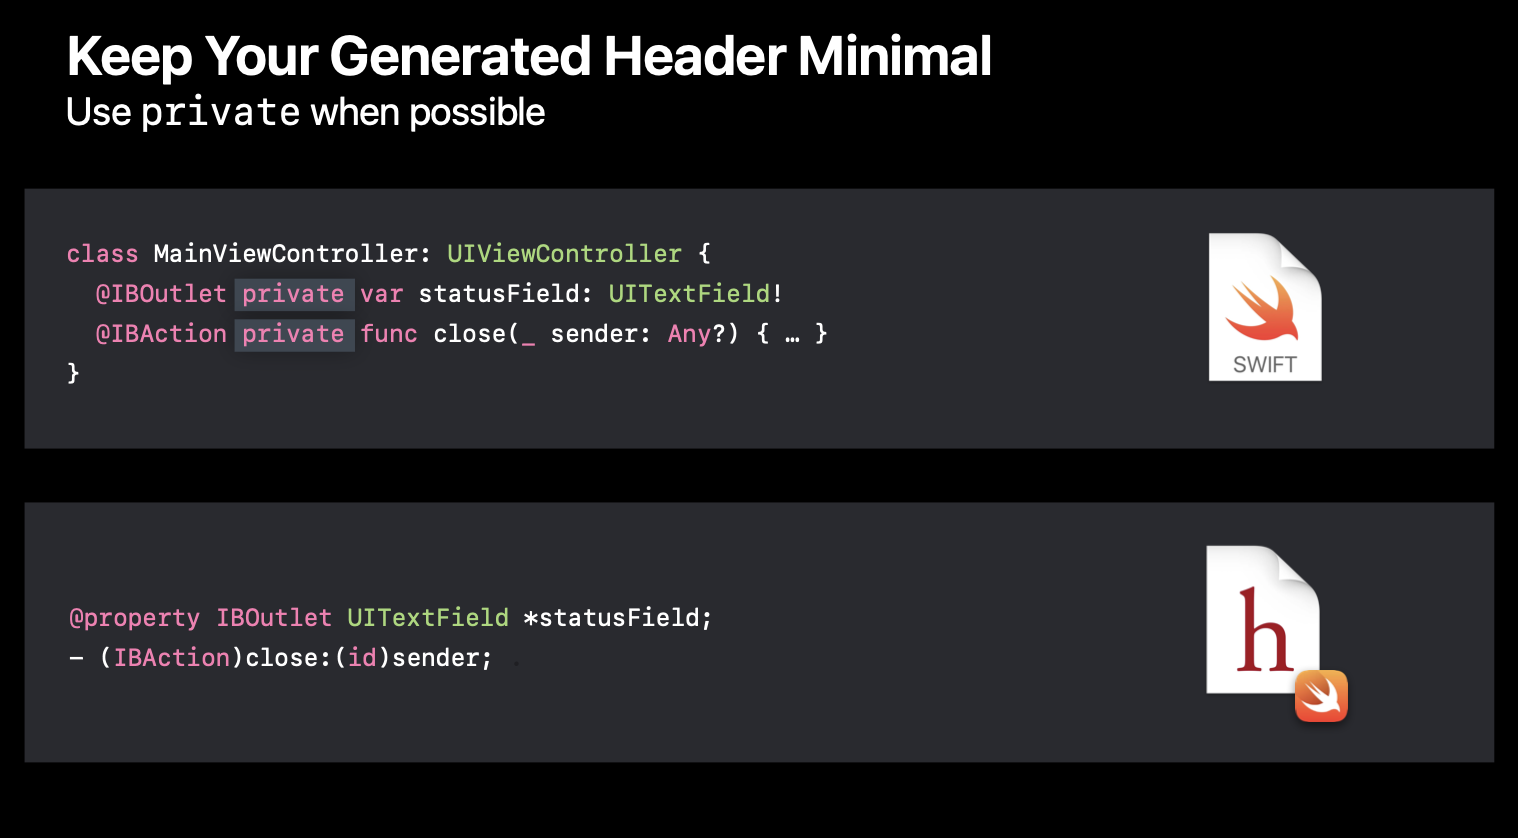 Keep Your Generated Header Minimal
Use private when possible
class MainViewController: UIViewController {
@IBOutlet private var statusField: UITextField!
@IBAction private func close(_ sender: Any?) { … }
}
SWIFT
@property IBOutlet UITextField *statusField;
– (IBAction)close:(id)sender;
h